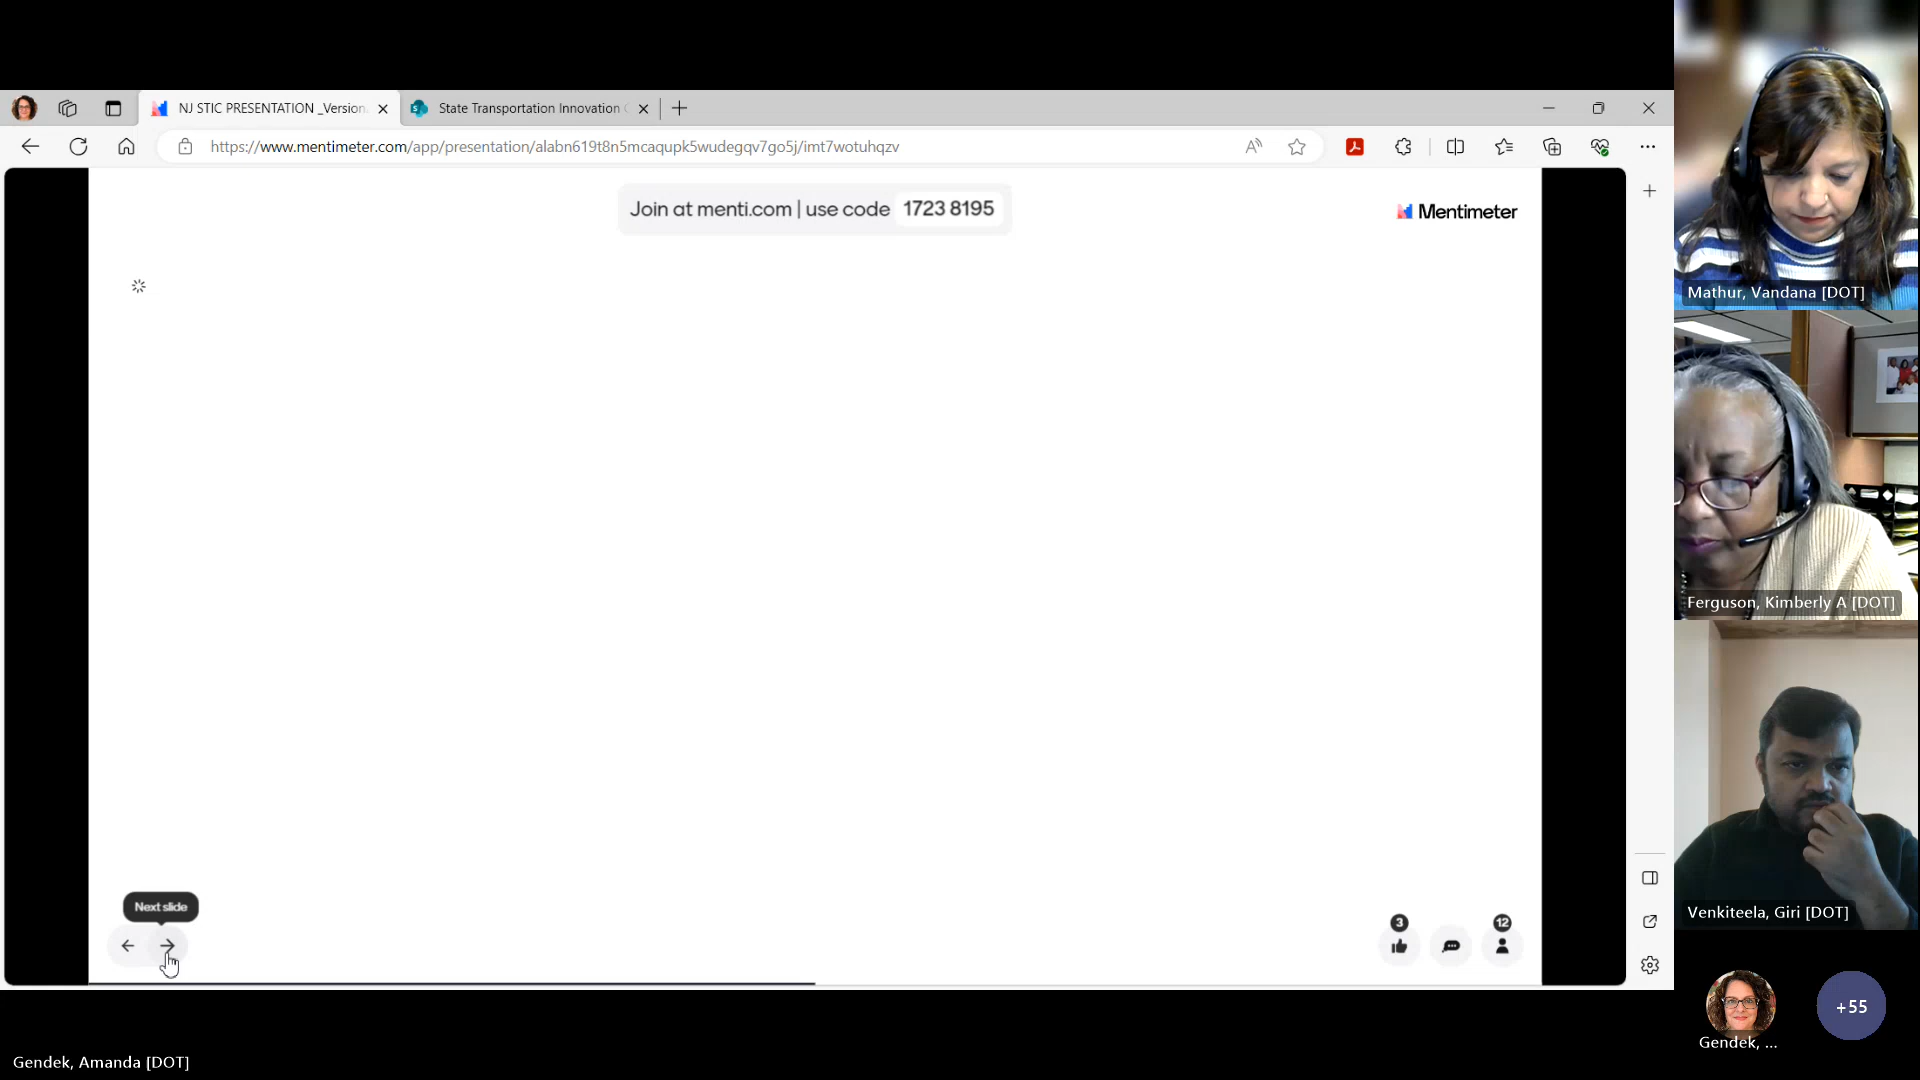 NJ STIC PRESENTATION _Version
State Transportation Innovation
https://www.mentimeter.com/app/presentation/alabn619t8n5mcaqupk5wudegqv7go5j/imt7wotuhqzv
Join at menti.com | use code 1723 8195
Mentimeter
Mathur, Vandana [DOT]
Ferguson, Kimberly A [DOT]
Venkiteela, Giri [DOT]
Next slide
3
12
+55
Gendek, ...
Gendek, Amanda [DOT]